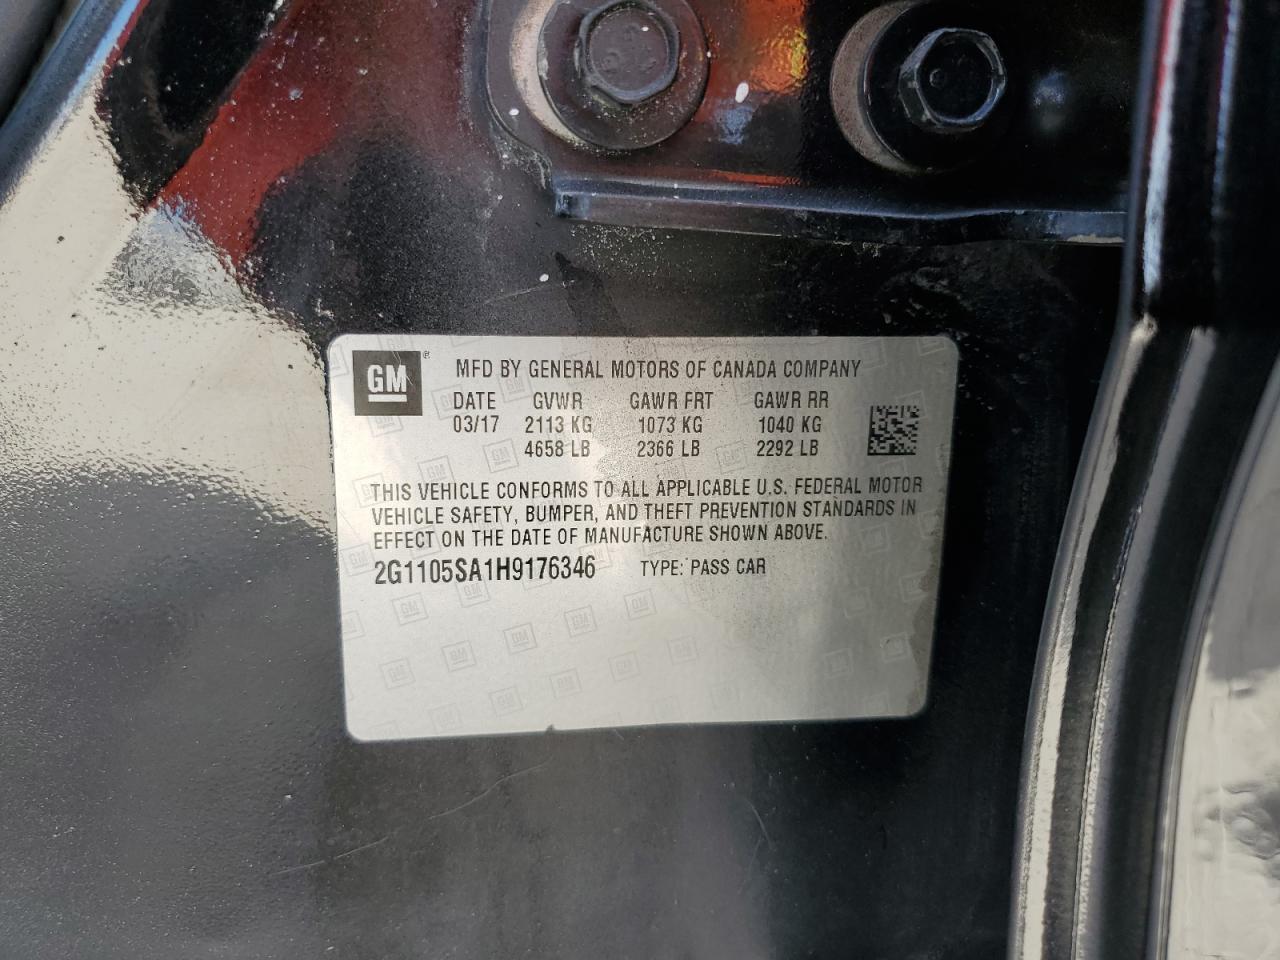 GM ® MFD BY GENERAL MOTORS OF CANADA COMPANY
DATE GVWR GAWR FRT GAWR RR
03/17 2113 KG 1073 KG 1040 KG
4658 LB 2366 LB 2292 LB
THIS VEHICLE CONFORMS TO ALL APPLICABLE U.S. FEDERAL MOTOR
VEHICLE SAFETY, BUMPER, AND THEFT PREVENTION STANDARDS IN
EFFECT ON THE DATE OF MANUFACTURE SHOWN ABOVE.
2G1105SA1H9176346 TYPE: PASS CAR